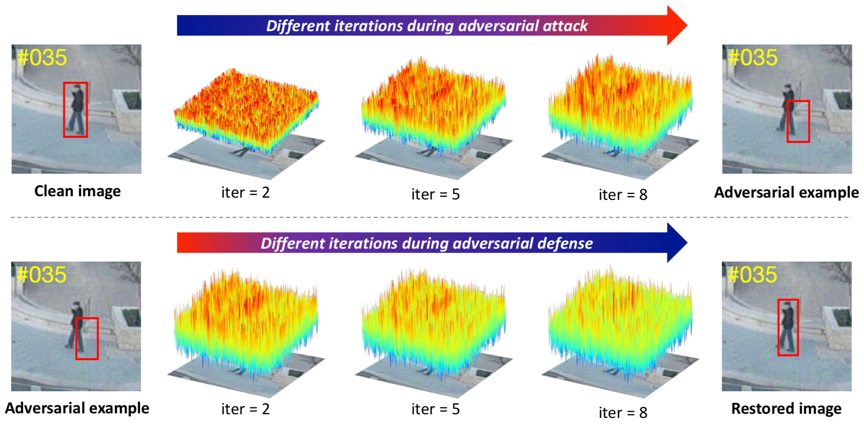 Different iterations during adversarial attack
#035
#035
Clean image
iter = 2
iter = 5
iter = 8
Adversarial example
Different iterations during adversarial defense
#035
#035
Adversarial example
iter = 2
iter = 5
iter = 8
Restored image